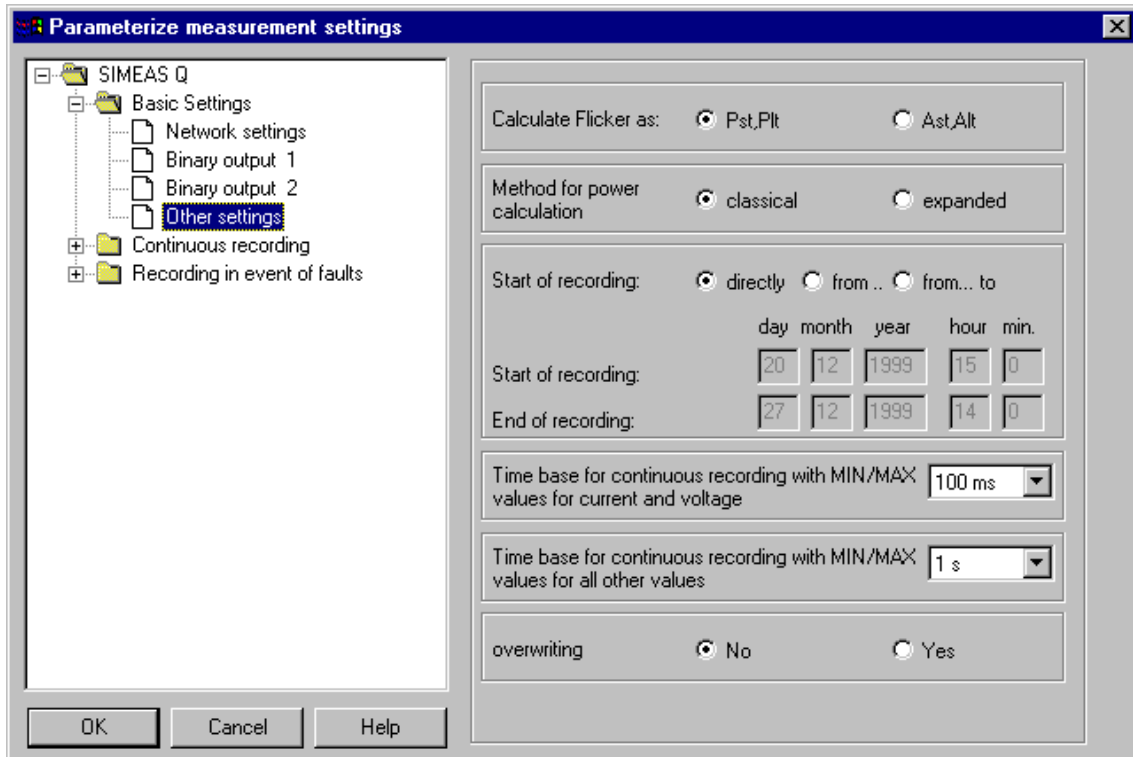 Parameterize measurement settings
SIMEAS Q
Basic Settings
Network settings
Binary output 1
Binary output 2
Other settings
Continuous recording
Recording in event of faults
OK
Cancel
Help
Calculate Flicker as: Pst,Plt Ast,Alt
Method for power
calculation
classical expanded
Start of recording: directly from .. from... to
day month year hour min.
Start of recording: 20 12 1999 15 0
End of recording: 27 12 1999 14 0
Time base for continuous recording with MIN/MAX
values for current and voltage
100 ms
Time base for continuous recording with MIN/MAX
values for all other values
1 s
overwriting No Yes